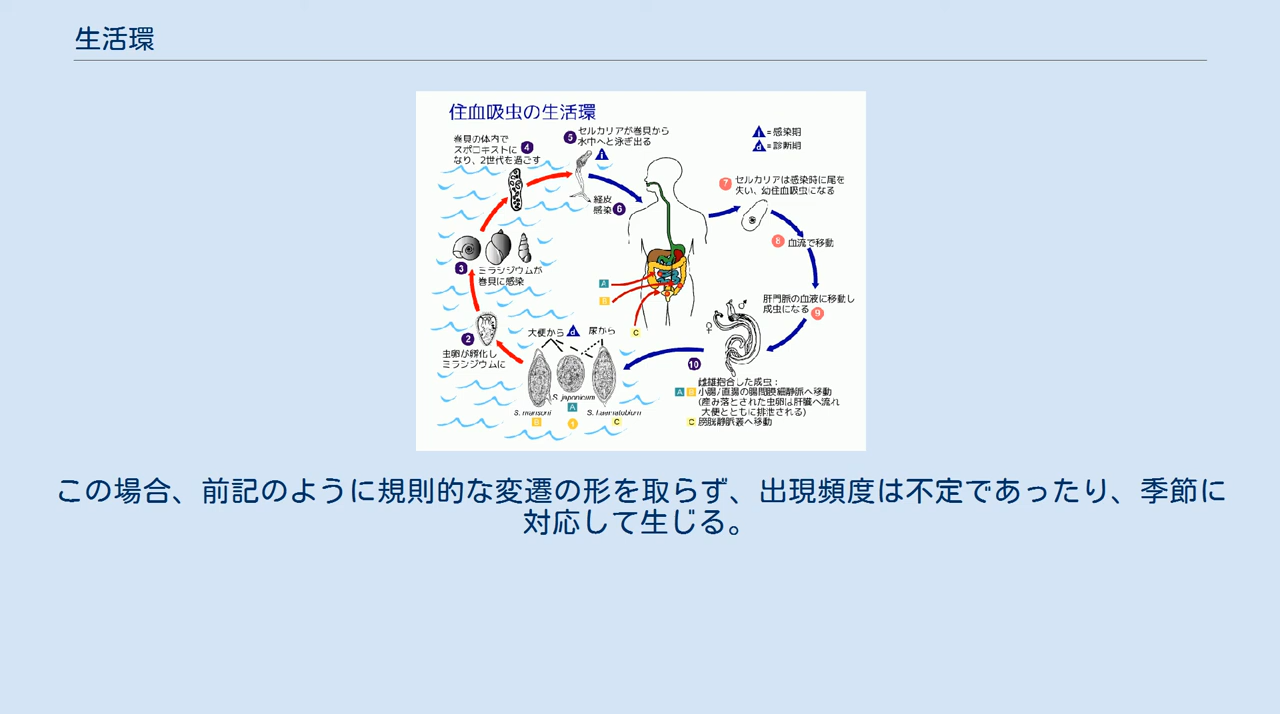 生活環
住血吸虫の生活環
巻貝の体内で
スポロキストに
なり、2世代を過ごす
4
5
セルカリアが巻貝から
水中へと泳ぎ出る
i
i
=感染期
d
=診断期
経皮
感染
6
7
セルカリアは感染時に尾を
失い、幼住血吸虫になる
8
血流で移動
3
ミラシジウムが
巻貝に感染
A
B
C
肝門脈の血液に移動し
成虫になる
9
♂
♀
2
虫卵が孵化し
ミランジウムに
大便から
d
尿から
S. japonicum
A
S. mansoni
B
1
S. haematobium
C
10
雌雄抱合した成虫：
A B 小腸/直腸の腸間膜細静脈へ移動
(産み落とされた虫卵は肝臓へ流れ
大便とともに排泄される)
C 膀胱静脈叢へ移動
この場合、前記のように規則的な変遷の形を取らず、出現頻度は不定であったり、季節に
対応して生じる。